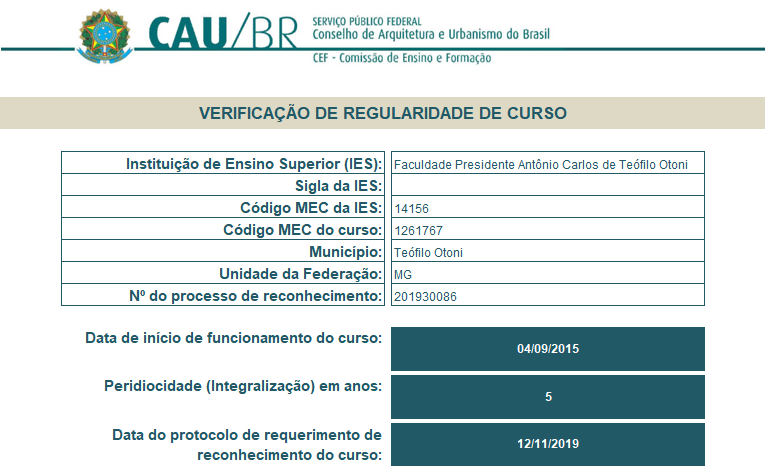 CAU/BR
SERVIÇO PÚBLICO FEDERAL
Conselho de Arquitetura e Urbanismo do Brasil
CEF - Comissão de Ensino e Formação
VERIFICAÇÃO DE REGULARIDADE DE CURSO
Instituição de Ensino Superior (IES): Faculdade Presidente Antônio Carlos de Teófilo Otoni
Sigla da IES:
Código MEC da IES: 14156
Código MEC do curso: 1261767
Município: Teófilo Otoni
Unidade da Federação: MG
Nº do processo de reconhecimento: 201930086
Data de início de funcionamento do curso: 04/09/2015
Peridiocidade (Integralização) em anos: 5
Data do protocolo de requerimento de
reconhecimento do curso: 12/11/2019